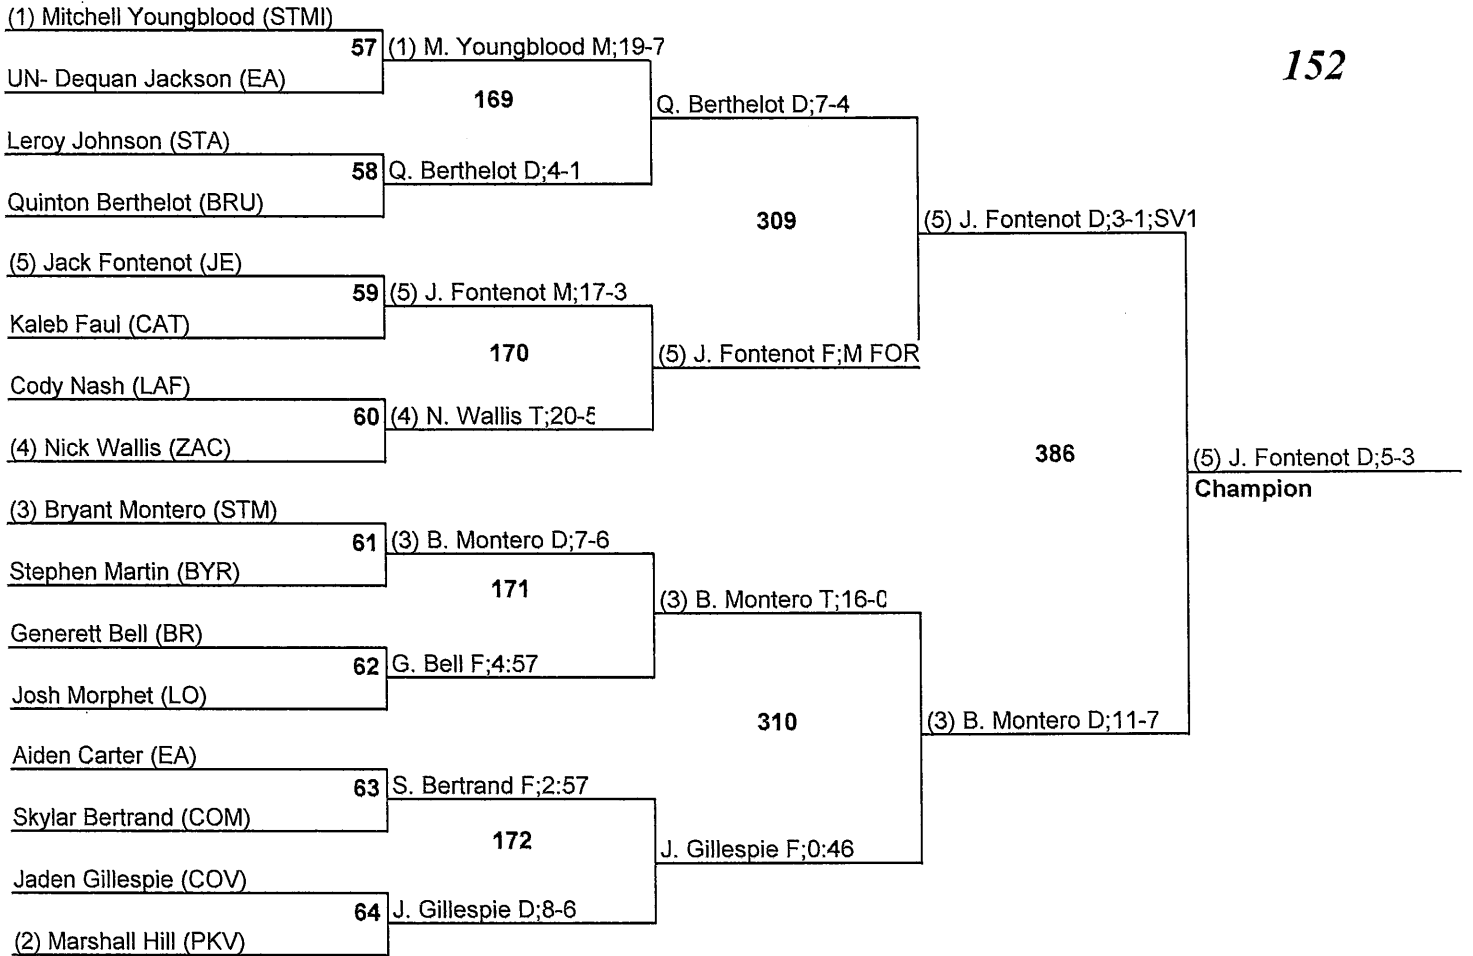 152
(1) Mitchell Youngblood (STMI)
57
(1) M. Youngblood M;19-7
UN- Dequan Jackson (EA)
169
Q. Berthelot D;7-4
Leroy Johnson (STA)
58
Q. Berthelot D;4-1
Quinton Berthelot (BRU)
309
(5) J. Fontenot D;3-1;SV1
(5) Jack Fontenot (JE)
59
(5) J. Fontenot M;17-3
Kaleb Faul (CAT)
170
(5) J. Fontenot F;M FOR
Cody Nash (LAF)
60
(4) N. Wallis T;20-5
(4) Nick Wallis (ZAC)
386
(5) J. Fontenot D;5-3
Champion
(3) Bryant Montero (STM)
61
(3) B. Montero D;7-6
Stephen Martin (BYR)
171
(3) B. Montero T;16-0
Generett Bell (BR)
62
G. Bell F;4:57
Josh Morphet (LO)
310
(3) B. Montero D;11-7
Aiden Carter (EA)
63
S. Bertrand F;2:57
Skylar Bertrand (COM)
172
J. Gillespie F;0:46
Jaden Gillespie (COV)
64
J. Gillespie D;8-6
(2) Marshall Hill (PKV)